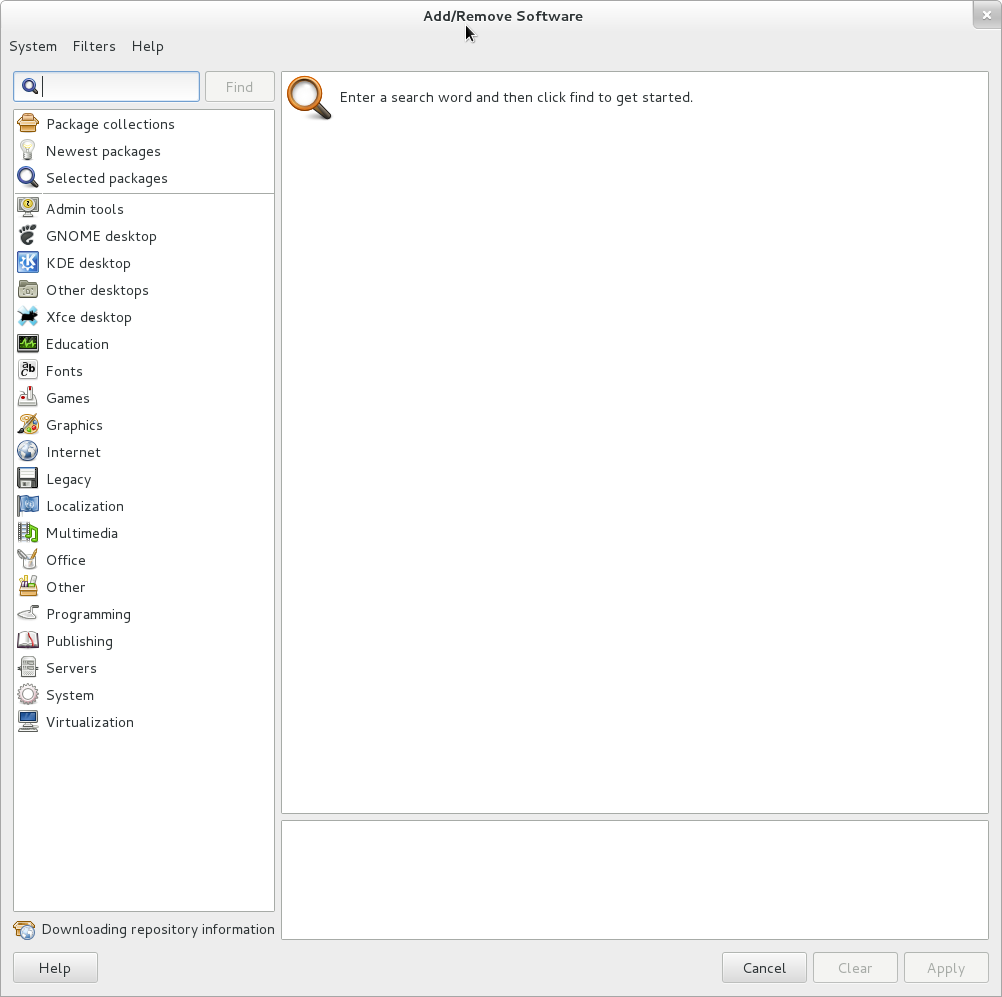 Add/Remove Software
System Filters Help
Find
Enter a search word and then click find to get started.
Package collections
Newest packages
Selected packages
Admin tools
GNOME desktop
KDE desktop
Other desktops
Xfce desktop
Education
Fonts
Games
Graphics
Internet
Legacy
Localization
Multimedia
Office
Other
Programming
Publishing
Servers
System
Virtualization
Downloading repository information
Help Cancel Clear Apply